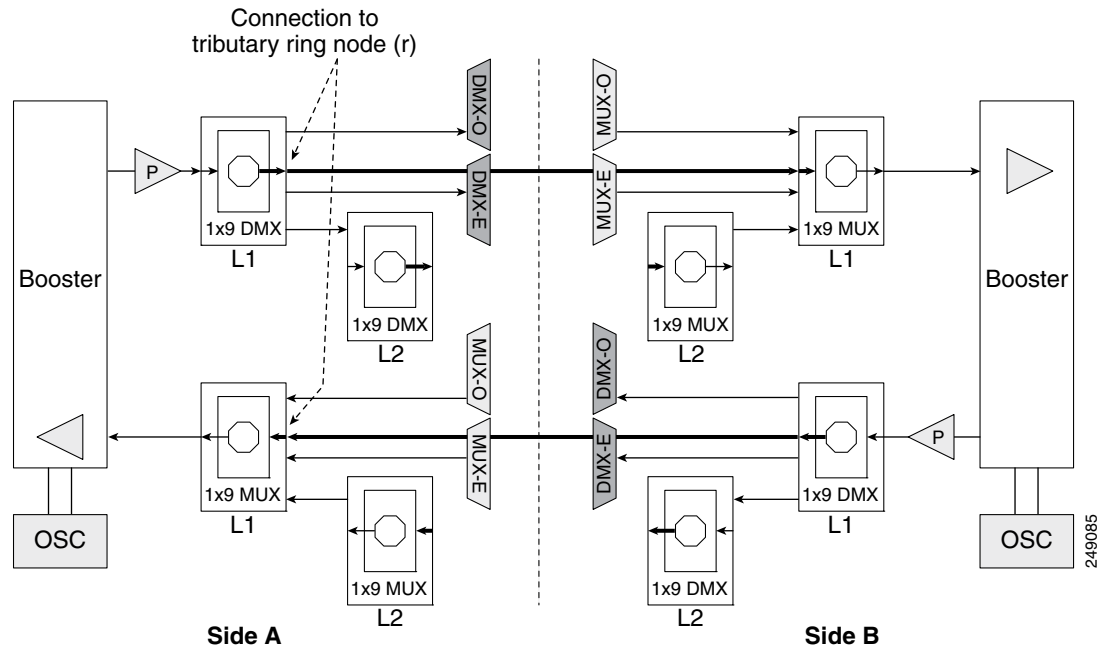 Connection to
tributary ring node (r)
DMX-O
MUX-O
P
DMX-E
MUX-E
1x9 DMX
L1
1x9 MUX
L1
Booster
Booster
1x9 DMX
L2
1x9 MUX
L2
MUX-O
DMX-O
MUX-E
DMX-E
P
1x9 MUX
L1
1x9 DMX
L1
OSC
OSC
1x9 MUX
L2
1x9 DMX
L2
249085
Side A
Side B